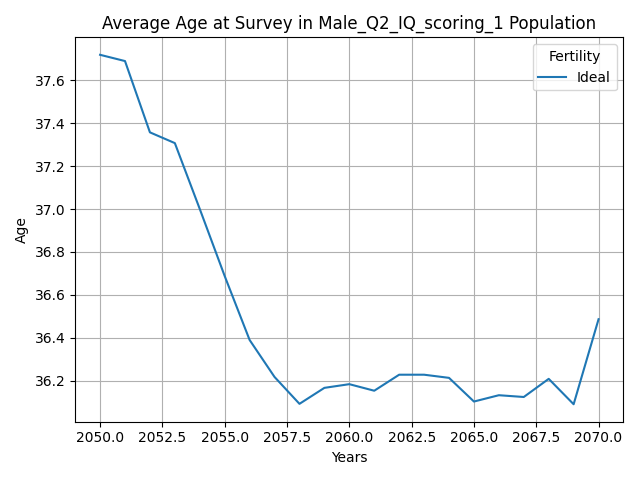 Average Age at Survey in Male_Q2_IQ_scoring_1 Population
Fertility
Ideal
37.6
37.4
37.2
37.0
36.8
36.6
36.4
36.2
Age
2050.0 2052.5 2055.0 2057.5 2060.0 2062.5 2065.0 2067.5 2070.0
Years